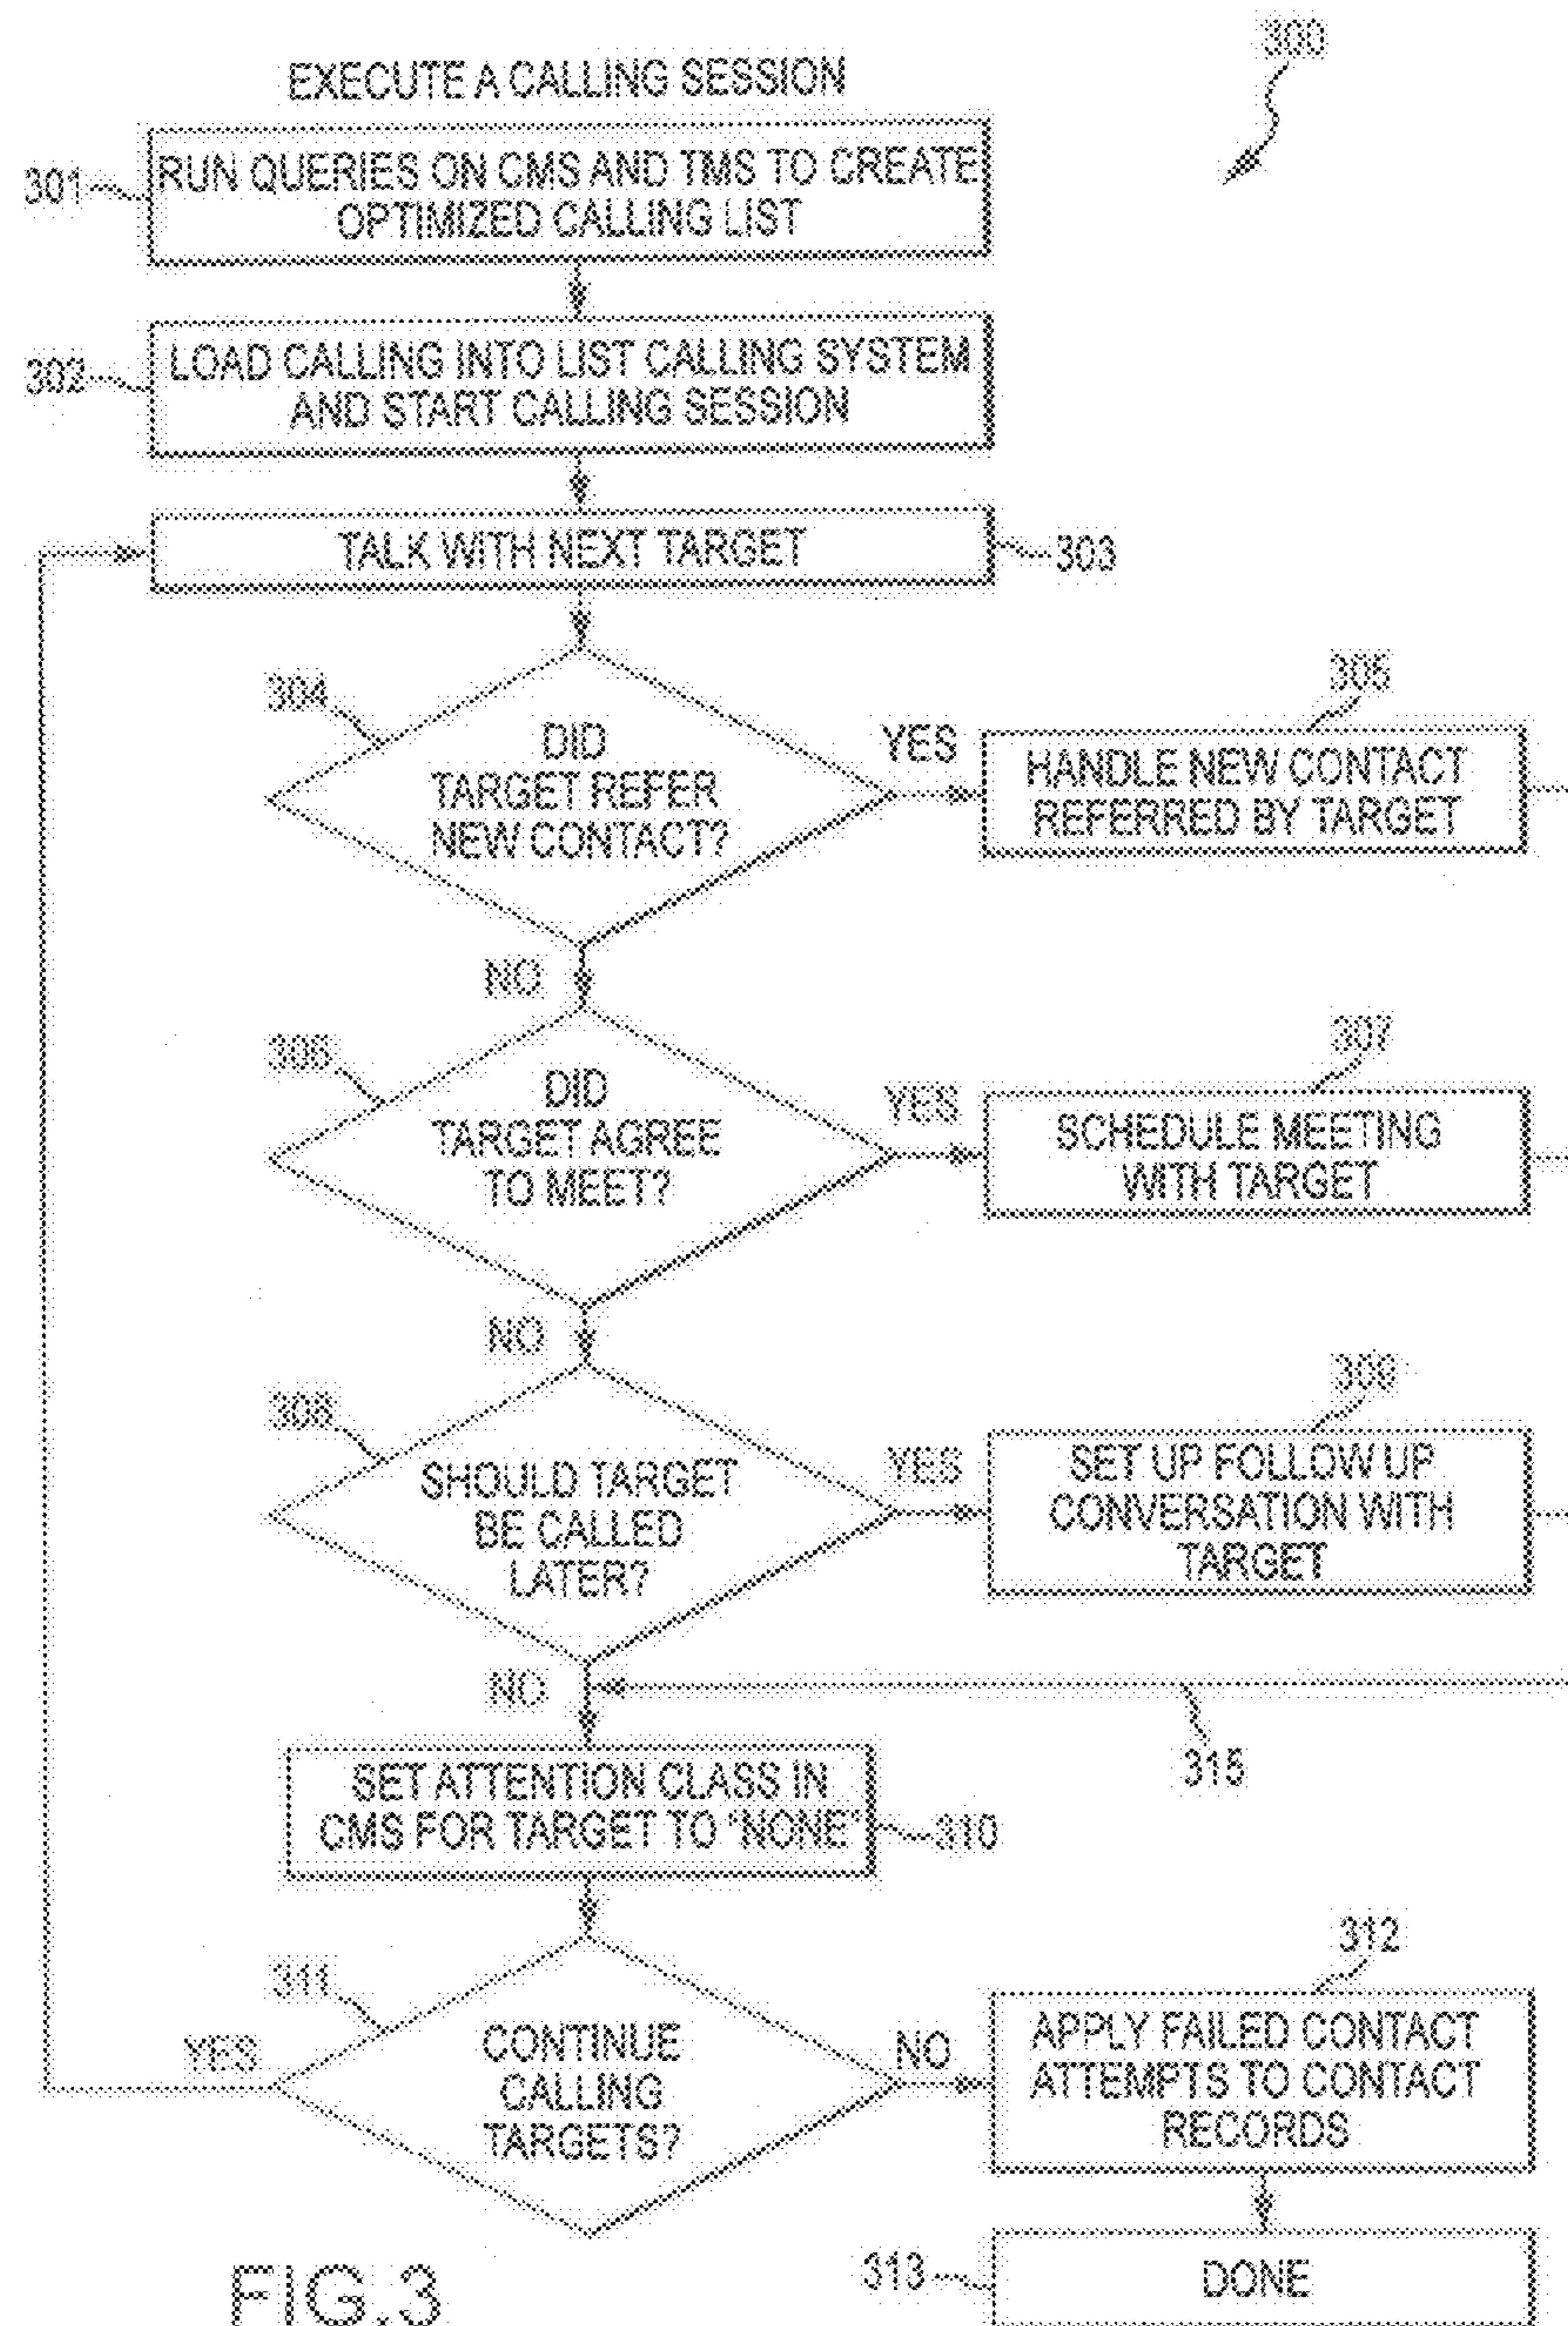 300
EXECUTE A CALLING SESSION
301
RUN QUERIES ON CMS AND TMS TO CREATE
OPTIMIZED CALLING LIST
302
LOAD CALLING INTO LIST CALLING SYSTEM
AND START CALLING SESSION
TALK WITH NEXT TARGET
303
304
DID
TARGET REFER
NEW CONTACT?
YES
305
HANDLE NEW CONTACT
REFERRED BY TARGET
NO
306
DID
TARGET AGREE
TO MEET?
YES
307
SCHEDULE MEETING
WITH TARGET
NO
308
SHOULD TARGET
BE CALLED
LATER?
YES
309
SET UP FOLLOW UP
CONVERSATION WITH
TARGET
NO
315
SET ATTENTION CLASS IN
CMS FOR TARGET TO "NONE"
310
311
CONTINUE
CALLING
TARGETS?
YES
NO
312
APPLY FAILED CONTACT
ATTEMPTS TO CONTACT
RECORDS
313
DONE
FIG.3